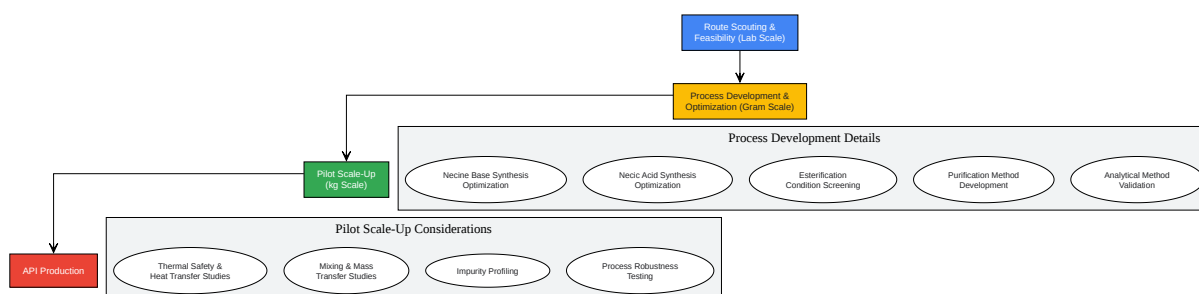 Route Scouting &
Feasibility (Lab Scale)
Process Development &
Optimization (Gram Scale)
Process Development Details
Pilot Scale-Up
(kg Scale)
Necine Base Synthesis
Optimization
Necic Acid Synthesis
Optimization
Esterification
Condition Screening
Purification Method
Development
Analytical Method
Validation
Pilot Scale-Up Considerations
API Production
Thermal Safety &
Heat Transfer Studies
Mixing & Mass
Transfer Studies
Impurity Profiling
Process Robustness
Testing